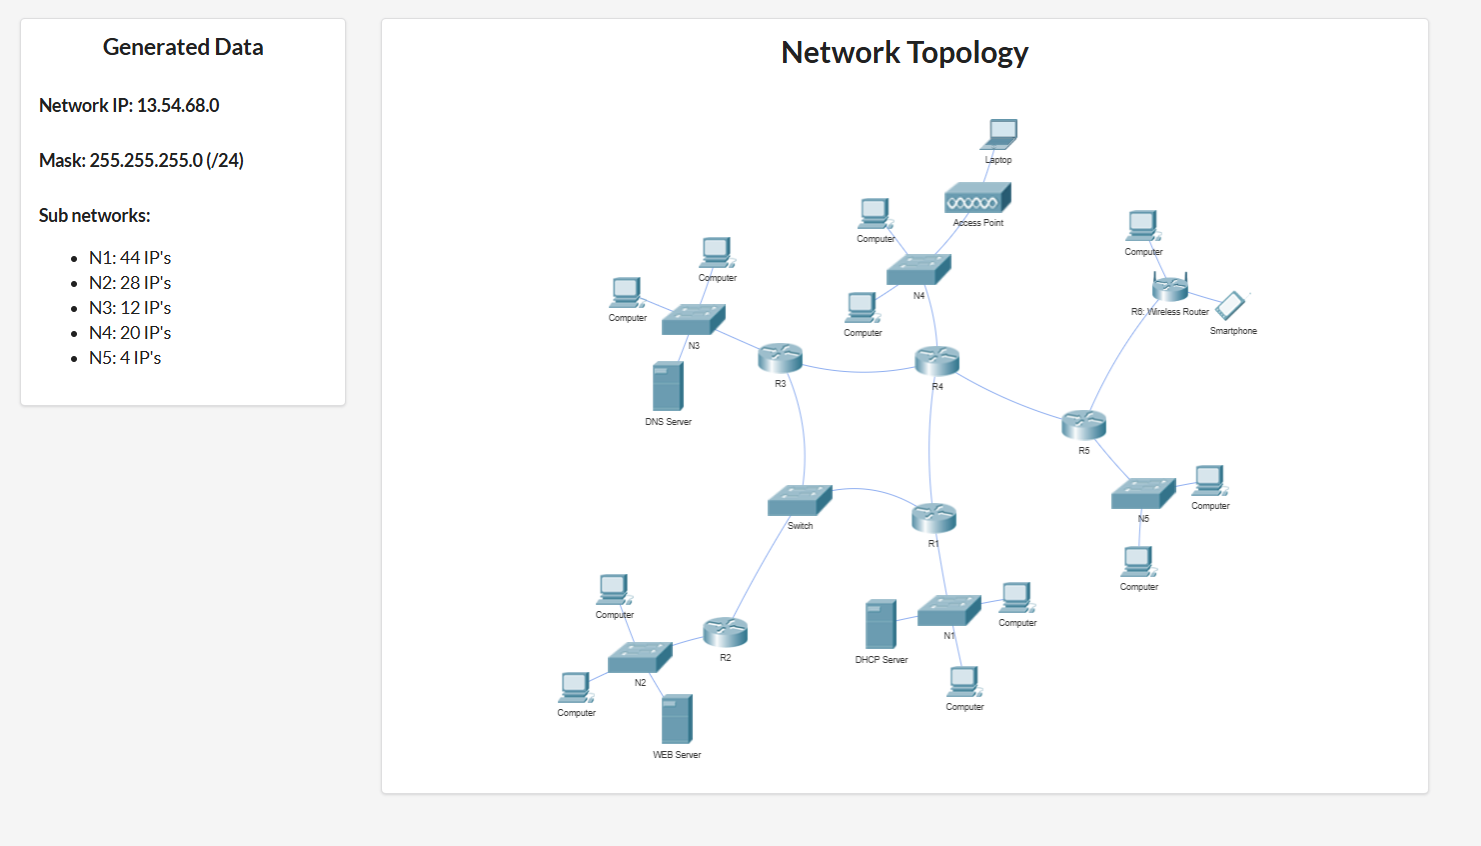 Generated Data
Network IP: 13.54.68.0
Mask: 255.255.255.0 (/24)
Sub networks:
N1: 44 IP's
N2: 28 IP's
N3: 12 IP's
N4: 20 IP's
N5: 4 IP's
Network Topology
Laptop
Access Point
Computer
Computer
Computer
N4
Computer
Computer
R6: Wireless Router
Smartphone
Computer
N3
R3
R4
DNS Server
R5
Computer
N5
Switch
R1
Computer
Computer
Computer
N1
DHCP Server
R2
N2
Computer
Computer
WEB Server